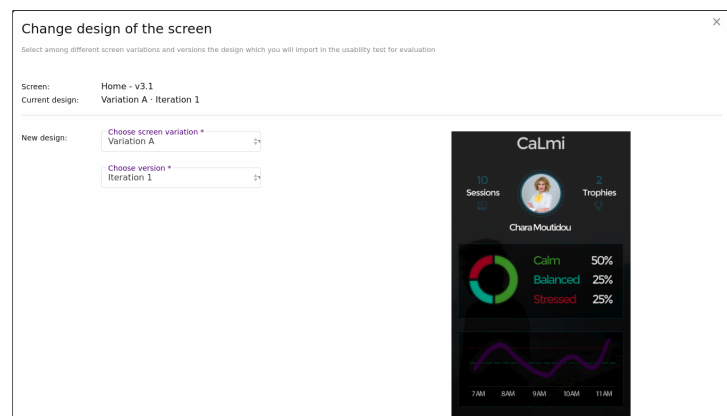 Change design of the screen
Select among different screen variations and versions the design which you will import in the usability test for evaluation
Screen: Home - v3.1
Current design: Variation A · Iteration 1
New design:
Choose screen variation *
Variation A
Choose version *
Iteration 1
CaLmi
10
Sessions
2
Trophies
Chara Moutidou
Calm 50%
Balanced 25%
Stressed 25%
7AM 8AM 9AM 10AM 11AM